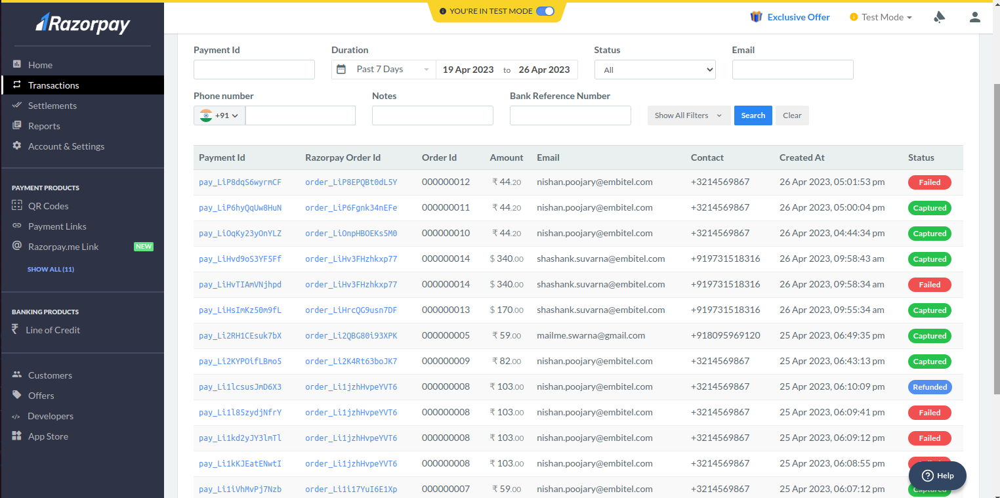 YOU'RE IN TEST MODE
Razorpay
Exclusive Offer
Test Mode
Home
Transactions
Settlements
Reports
Account & Settings
PAYMENT PRODUCTS
QR Codes
Payment Links
Razorpay.me Link NEW
SHOW ALL (11)
BANKING PRODUCTS
₹ Line of Credit
Customers
Offers
</> Developers
App Store
Payment Id Duration Status Email
Past 7 Days 19 Apr 2023 to 26 Apr 2023 All
Phone number Notes Bank Reference Number
+91 Show All Filters Search Clear
Payment Id Razorpay Order Id Order Id Amount Email Contact Created At Status
pay_LiP8dqS6wyrmCF order_LiP8EPQBt0dL5Y 000000012 ₹ 44.20 nishan.poojary@embitel.com +3214569867 26 Apr 2023, 05:01:53 pm Failed
pay_LiP6hyQqUw8HuN order_LiP6Fgnk34nEFe 000000011 ₹ 44.20 nishan.poojary@embitel.com +3214569867 26 Apr 2023, 05:00:04 pm Captured
pay_LiOqKy23yOnYLZ order_LiOnpHBOEKs5M0 000000010 ₹ 44.20 nishan.poojary@embitel.com +3214569867 26 Apr 2023, 04:44:34 pm Captured
pay_LiHvd9oS3YF5Ff order_LiHv3FHzhkxp77 000000014 $ 340.00 shashank.suvarna@embitel.com +919731518316 26 Apr 2023, 09:58:43 am Captured
pay_LiHvTIAmVNjhpd order_LiHv3FHzhkxp77 000000014 $ 340.00 shashank.suvarna@embitel.com +919731518316 26 Apr 2023, 09:58:34 am Failed
pay_LiHsImKz50m9fL order_LiHrcQG9usn7DF 000000013 $ 170.00 shashank.suvarna@embitel.com +919731518316 26 Apr 2023, 09:55:34 am Captured
pay_Li2RH1CEsuk7bX order_Li2QBG80i93XPK 000000005 ₹ 59.00 mailme.swarna@gmail.com +918095969120 25 Apr 2023, 06:49:35 pm Captured
pay_Li2KYPOifLBmo5 order_Li2K4Rt63boJK7 000000009 ₹ 82.00 nishan.poojary@embitel.com +3214569867 25 Apr 2023, 06:43:13 pm Captured
pay_Li1lcsusJmD6X3 order_Li1jzhHvpeYVT6 000000008 ₹ 103.00 nishan.poojary@embitel.com +3214569867 25 Apr 2023, 06:10:09 pm Refunded
pay_Li1l85zydjNfrY order_Li1jzhHvpeYVT6 000000008 ₹ 103.00 nishan.poojary@embitel.com +3214569867 25 Apr 2023, 06:09:41 pm Failed
pay_Li1kd2yJY3lmTl order_Li1jzhHvpeYVT6 000000008 ₹ 103.00 nishan.poojary@embitel.com +3214569867 25 Apr 2023, 06:09:12 pm Failed
pay_Li1kKJEatENwtI order_Li1jzhHvpeYVT6 000000008 ₹ 103.00 nishan.poojary@embitel.com +3214569867 25 Apr 2023, 06:08:55 pm
pay_Li1iVhMvPj7Nzb order_Li1i17YuI6E1Xp 000000007 ₹ 59.00 nishan.poojary@embitel.com +3214569867 25 Apr 2023, 06:07:12 pm Captured
Help